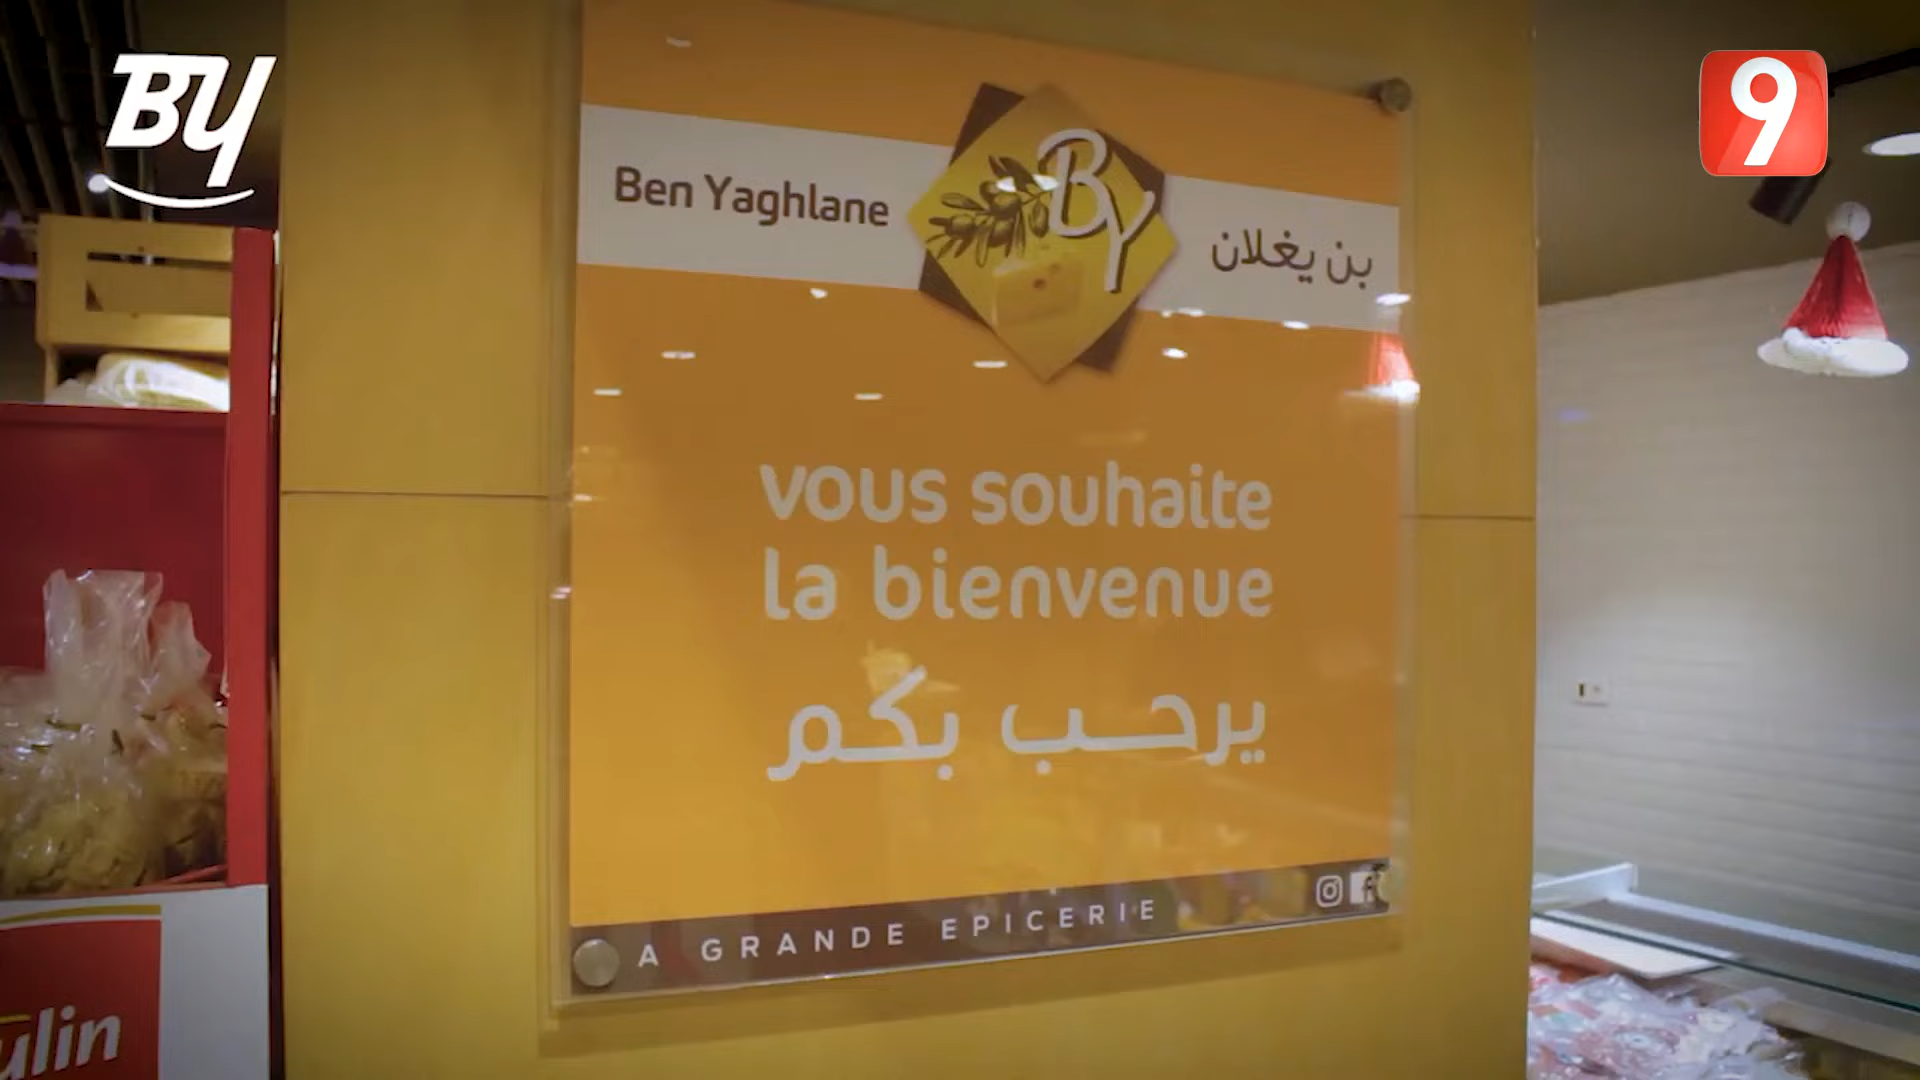 BY
9
Ben Yaghlane
BY
بن يغلان
vous souhaite
la bienvenue
يرحب بكم
A GRANDE EPICERIE
ulin